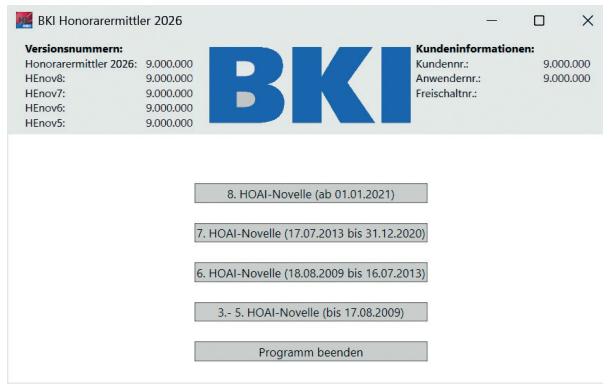 BKI Honorarermittler 2026
Versionsnummern:
Honorarermittler 2026: 9.000.000
HEnov8: 9.000.000
HEnov7: 9.000.000
HEnov6: 9.000.000
HEnov5: 9.000.000
BKI
Kundeninformationen:
Kundennr.: 9.000.000
Anwendernr.: 9.000.000
Freischaltnr.:
8. HOAI-Novelle (ab 01.01.2021)
7. HOAI-Novelle (17.07.2013 bis 31.12.2020)
6. HOAI-Novelle (18.08.2009 bis 16.07.2013)
3.- 5. HOAI-Novelle (bis 17.08.2009)
Programm beenden